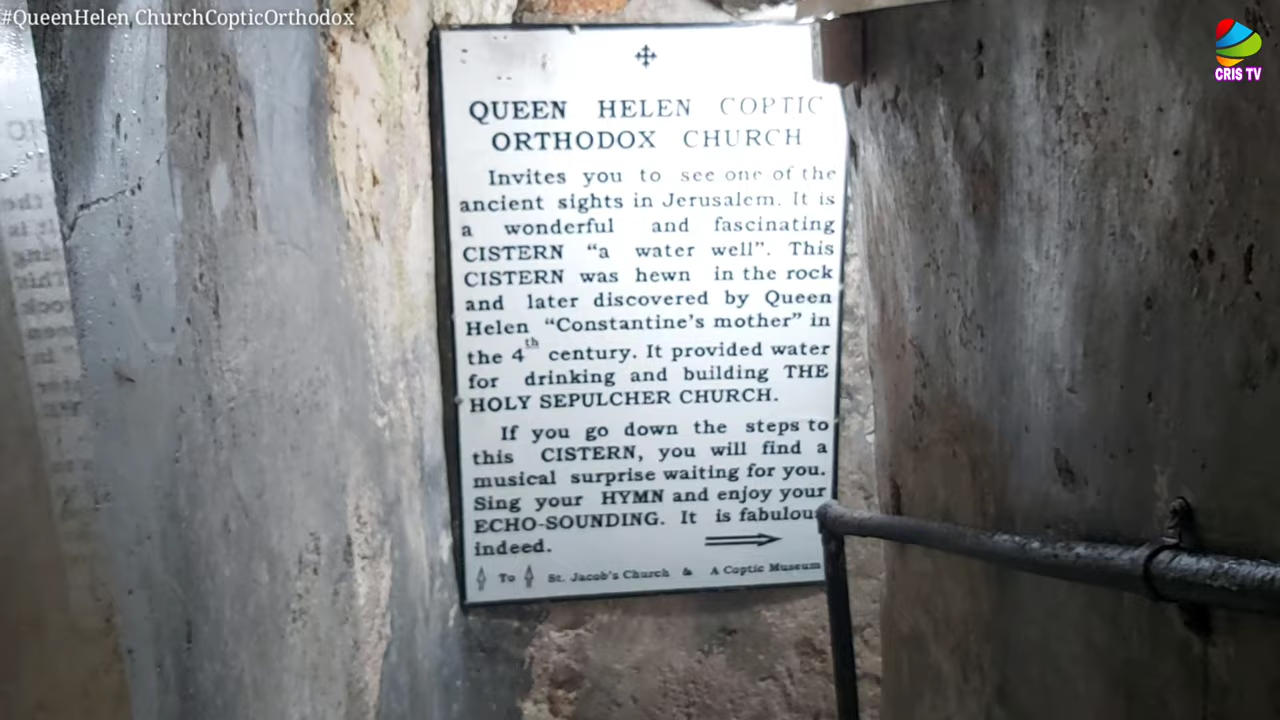 #QueenHelen ChurchCopticOrthodox
CRIS TV
QUEEN HELEN COPTIC
ORTHODOX CHURCH
Invites you to see one of the
ancient sights in Jerusalem. It is
a wonderful and fascinating
CISTERN “a water well”. This
CISTERN was hewn in the rock
and later discovered by Queen
Helen “Constantine’s mother” in
the 4th century. It provided water
for drinking and building THE
HOLY SEPULCHER CHURCH.
If you go down the steps to
this CISTERN, you will find a
musical surprise waiting for you.
Sing your HYMN and enjoy your
ECHO-SOUNDING. It is fabulous
indeed.
To St. Jacob's Church & A Coptic Museum